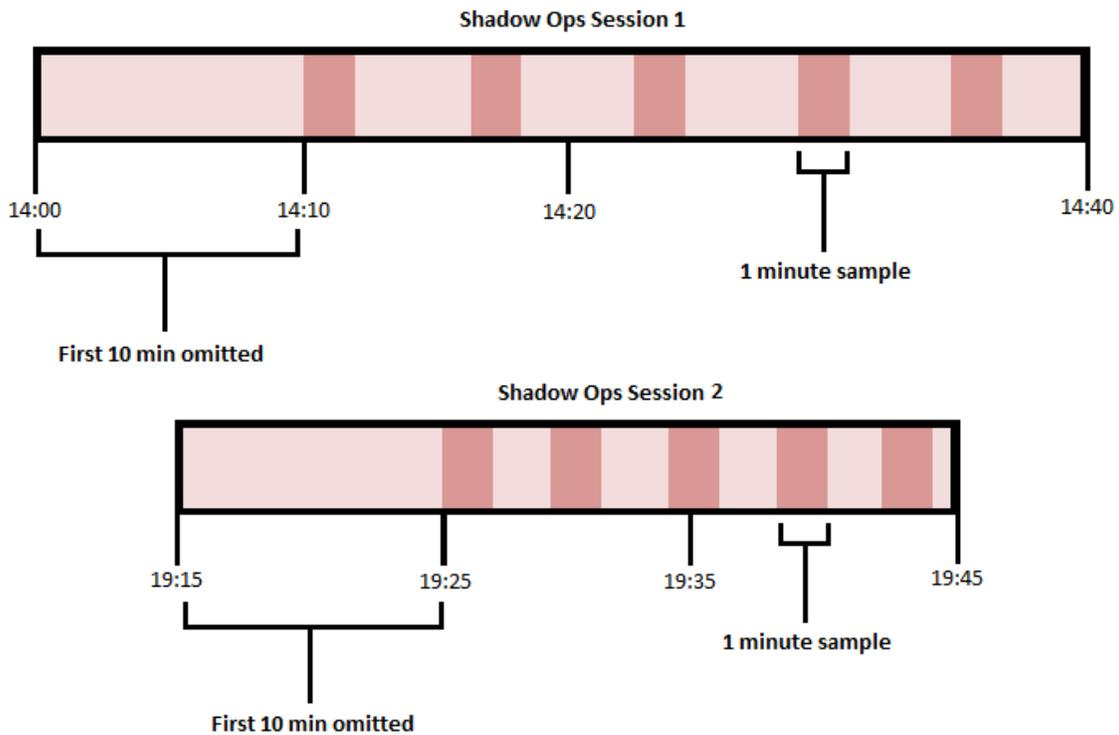 Shadow Ops Session 1
14:00
14:10
14:20
14:40
1 minute sample
First 10 min omitted
Shadow Ops Session 2
19:15
19:25
19:35
19:45
1 minute sample
First 10 min omitted